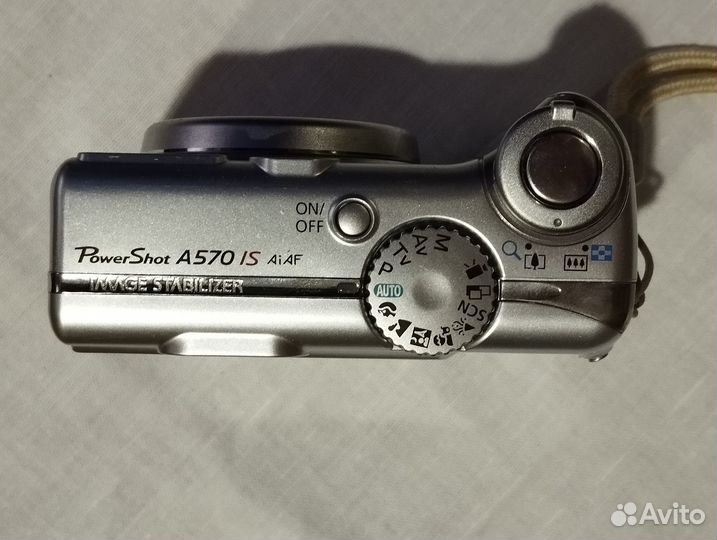 ON/
OFF
PowerShot A570 IS AiAF
IMAGE STABILIZER
M
Av
Tv
P
AUTO
SCN
Avito